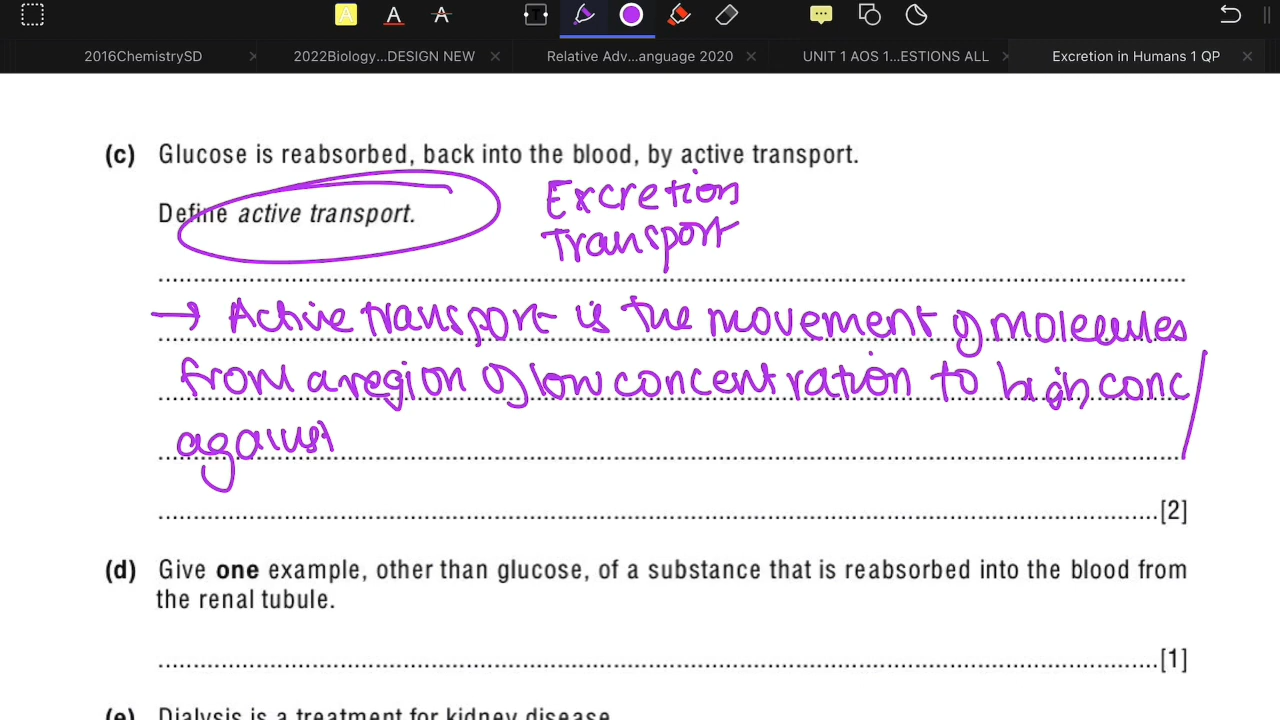 2016ChemistrySD
2022Biology...DESIGN NEW
Relative Adv...anguage 2020
UNIT 1 AOS 1...ESTIONS ALL
Excretion in Humans 1 QP
(c) Glucose is reabsorbed, back into the blood, by active transport.
Define active transport.
Excretion
Transport
→ Active transport is the movement of molecules
from a region of low concentration to high conc
against
[2]
(d) Give one example, other than glucose, of a substance that is reabsorbed into the blood from
the renal tubule.
[1]
(e) Dialysis is a treatment for kidney disease.